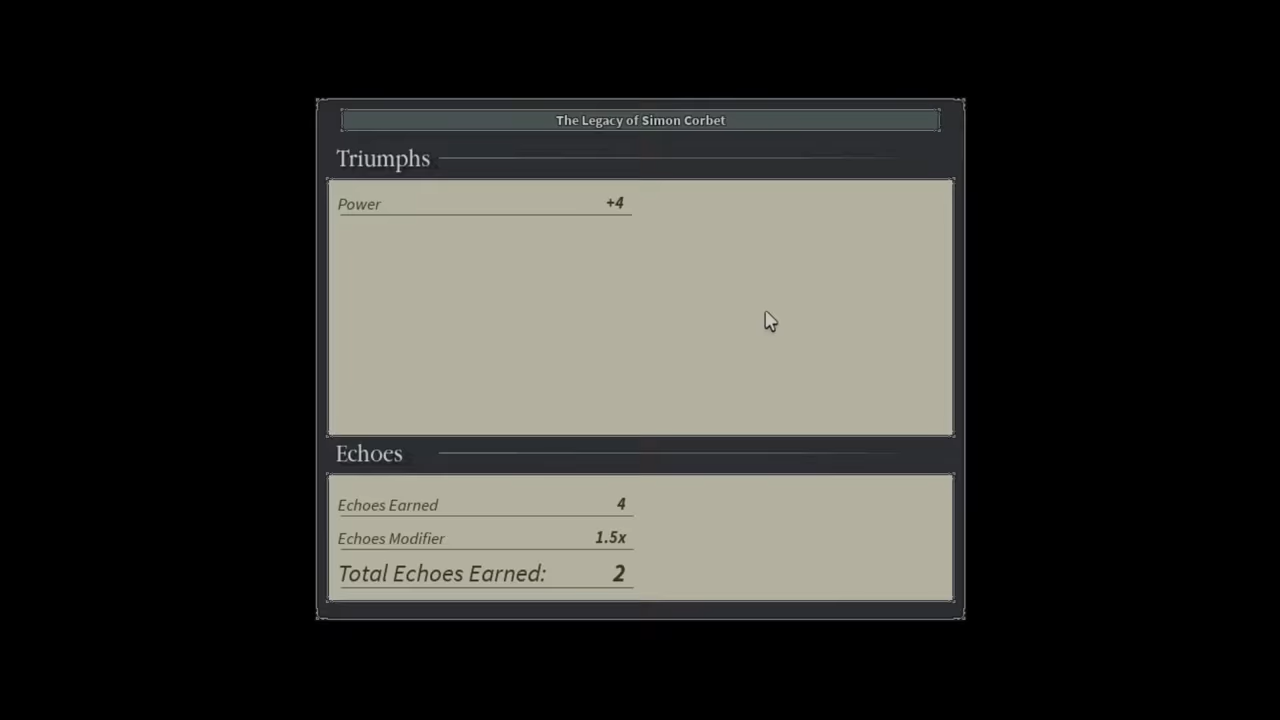 The Legacy of Simon Corbet
Triumphs
Power +4
Echoes
Echoes Earned 4
Echoes Modifier 1.5x
Total Echoes Earned: 2